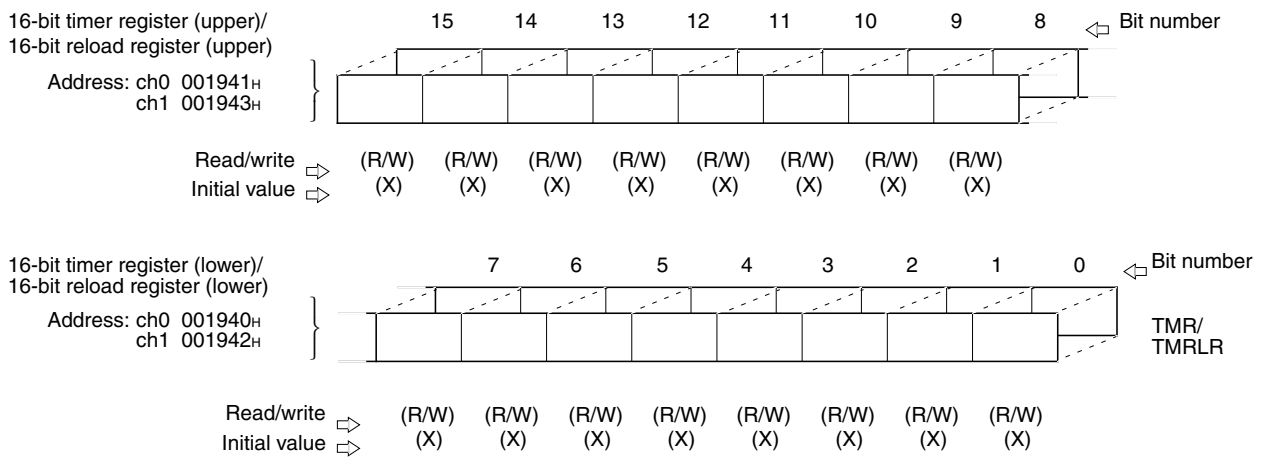 16-bit timer register (upper)/ 15 14 13 12 11 10 9 8 Bit number
16-bit reload register (upper)
Address: ch0 001941H
ch1 001943H
Read/write (R/W) (R/W) (R/W) (R/W) (R/W) (R/W) (R/W) (R/W)
Initial value (X) (X) (X) (X) (X) (X) (X) (X)
16-bit timer register (lower)/ 7 6 5 4 3 2 1 0 Bit number
16-bit reload register (lower)
Address: ch0 001940H TMR/
ch1 001942H TMRLR
Read/write (R/W) (R/W) (R/W) (R/W) (R/W) (R/W) (R/W) (R/W)
Initial value (X) (X) (X) (X) (X) (X) (X) (X)